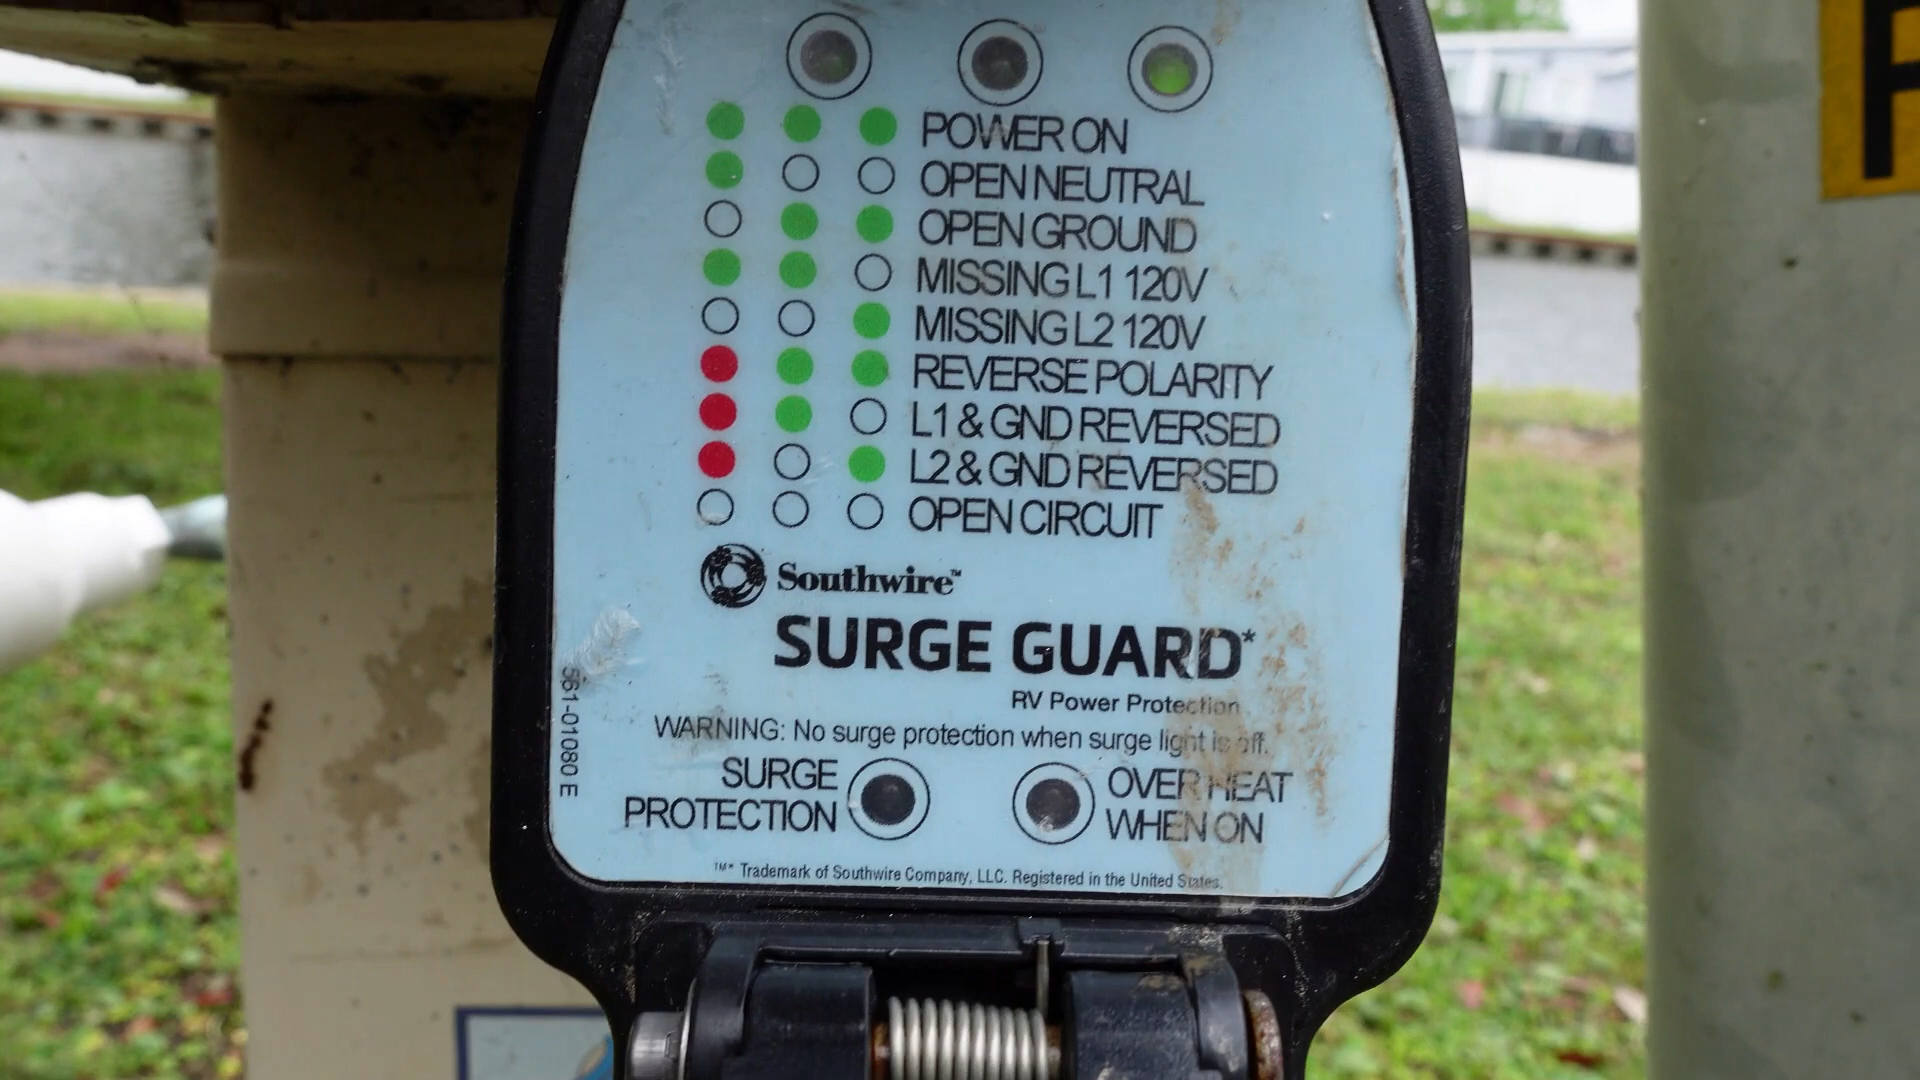 POWER ON
OPEN NEUTRAL
OPEN GROUND
MISSING L1 120V
MISSING L2 120V
REVERSE POLARITY
L1 & GND REVERSED
L2 & GND REVERSED
OPEN CIRCUIT
Southwire™
SURGE GUARD*
RV Power Protection
WARNING: No surge protection when surge light is off.
SURGE
PROTECTION
OVER HEAT
WHEN ON
™* Trademark of Southwire Company, LLC. Registered in the United States.
561-01080 E